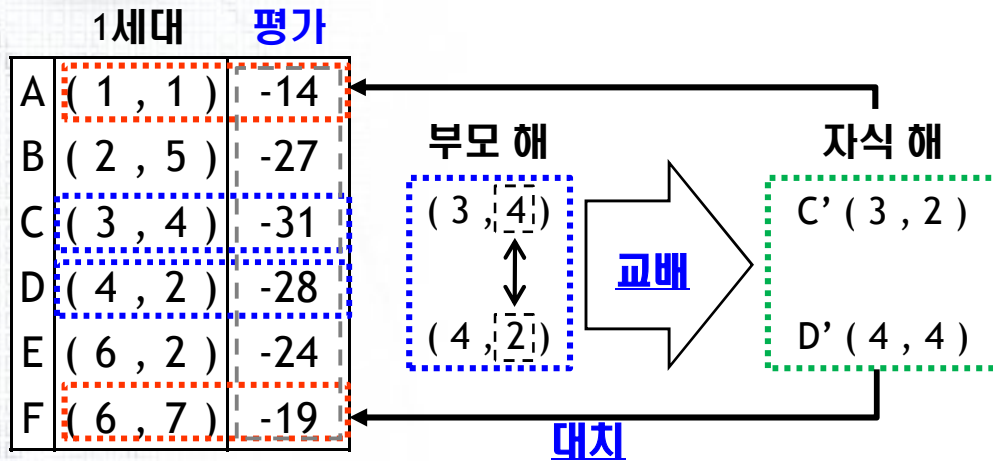 1세대 평가
A ( 1 , 1 ) -14
B ( 2 , 5 ) -27
C ( 3 , 4 ) -31
D ( 4 , 2 ) -28
E ( 6 , 2 ) -24
F ( 6 , 7 ) -19
부모 해
( 3 , 4 )
( 4 , 2 )
교배
자식 해
C’ ( 3 , 2 )
D’ ( 4 , 4 )
대치